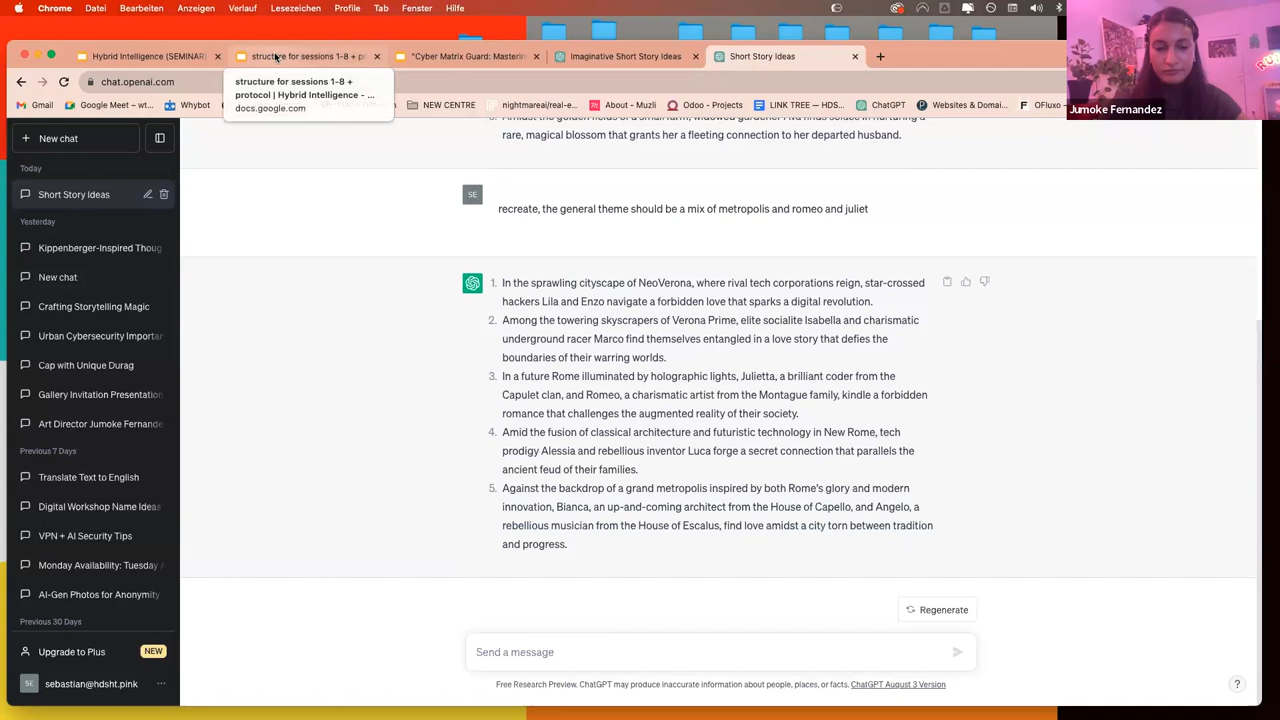 Chrome Ablage Bearbeiten Anzeigen Verlauf Lesezeichen Profile Tab Fenster Hilfe
Hybrid Intelligence (SEMINAR)
structure for sessions 1-8 + pr
"Cyber Matrix Guard: Masterin
Imaginative Short Story Ideas
Short Story Ideas
chat.openai.com
structure for sessions 1-8 +
protocol | Hybrid Intelligence - ...
docs.google.com
Gmail
YouTube
Maps
Whybot
NEW CENTRE
nightmareai/real-e...
About - Muzli
Odoo - Projects
LINK TREE — HDS...
ChatGPT
Websites & Domai...
OFluxo
Jumoke Fernandez
New chat
Today
Short Story Ideas
Yesterday
Kippenberger-Inspired Thoug
New chat
Crafting Storytelling Magic
Urban Cybersecurity Importan
Cap with Unique Durag
Gallery Invitation Presentation
Art Director Jumoke Fernande
Previous 7 Days
Translate Text to English
Digital Workshop Name Ideas
VPN + AI Security Tips
Monday Availability: Tuesday A
AI-Gen Photos for Anonymity
Previous 30 Days
Upgrade to Plus
NEW
SE
sebastian@hdsht.pink
rare, magical blossom that grants her a fleeting connection to her departed husband.
SE
recreate, the general theme should be a mix of metropolis and romeo and juliet
1. In the sprawling cityscape of NeoVerona, where rival tech corporations reign, star-crossed
hackers Lila and Enzo navigate a forbidden love that sparks a digital revolution.
2. Among the towering skyscrapers of Verona Prime, elite socialite Isabella and charismatic
underground racer Marco find themselves entangled in a love story that defies the
boundaries of their warring worlds.
3. In a future Rome illuminated by holographic lights, Julietta, a brilliant coder from the
Capulet clan, and Romeo, a charismatic artist from the Montague family, kindle a forbidden
romance that challenges the augmented reality of their society.
4. Amid the fusion of classical architecture and futuristic technology in New Rome, tech
prodigy Alessia and rebellious inventor Luca forge a secret connection that parallels the
ancient feud of their families.
5. Against the backdrop of a grand metropolis inspired by both Rome's glory and modern
innovation, Bianca, an up-and-coming architect from the House of Capello, and Angelo, a
rebellious musician from the House of Escalus, find love amidst a city torn between tradition
and progress.
Regenerate
Send a message
Free Research Preview. ChatGPT may produce inaccurate information about people, places, or facts. ChatGPT August 3 Version
?